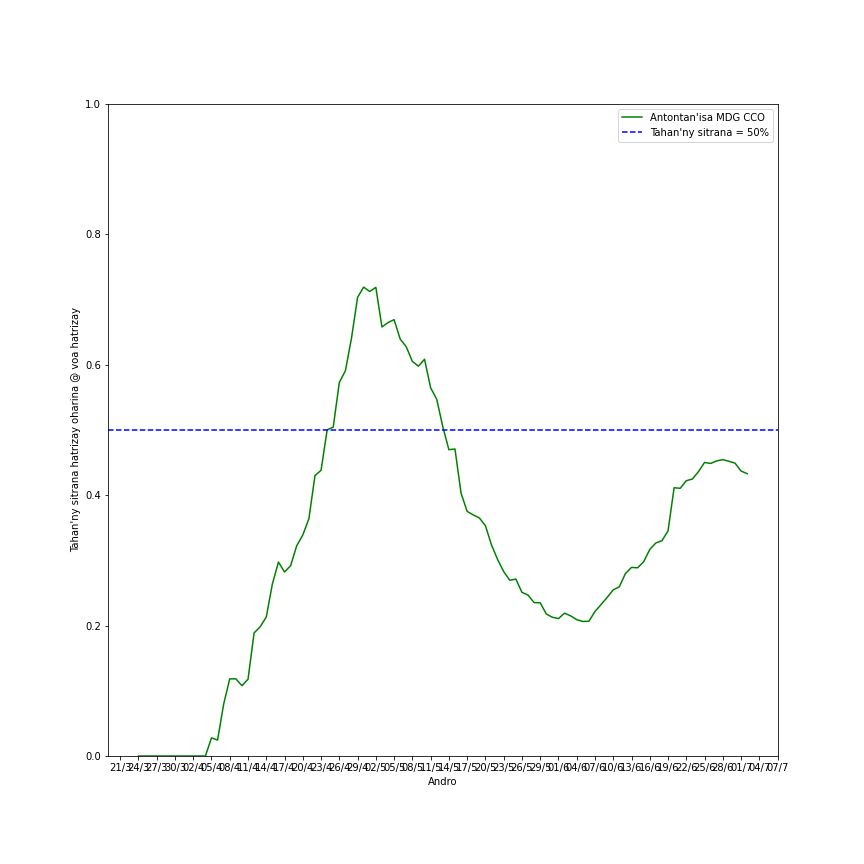 Antontan'isa MDG CCO
Tahan'ny sitrana = 50%
1.0
0.8
0.6
0.4
0.2
0.0
Tahan'ny sitrana hatrizay oharina @ voa hatrizay
21/3 24/3 27/3 30/3 02/4 05/4 08/4 11/4 14/4 17/4 20/4 23/4 26/4 29/4 02/5 05/5 08/5 11/5 14/5 17/5 20/5 23/5 26/5 29/5 01/6 04/6 07/6 10/6 13/6 16/6 19/6 22/6 25/6 28/6 01/7 04/7 07/7
Andro